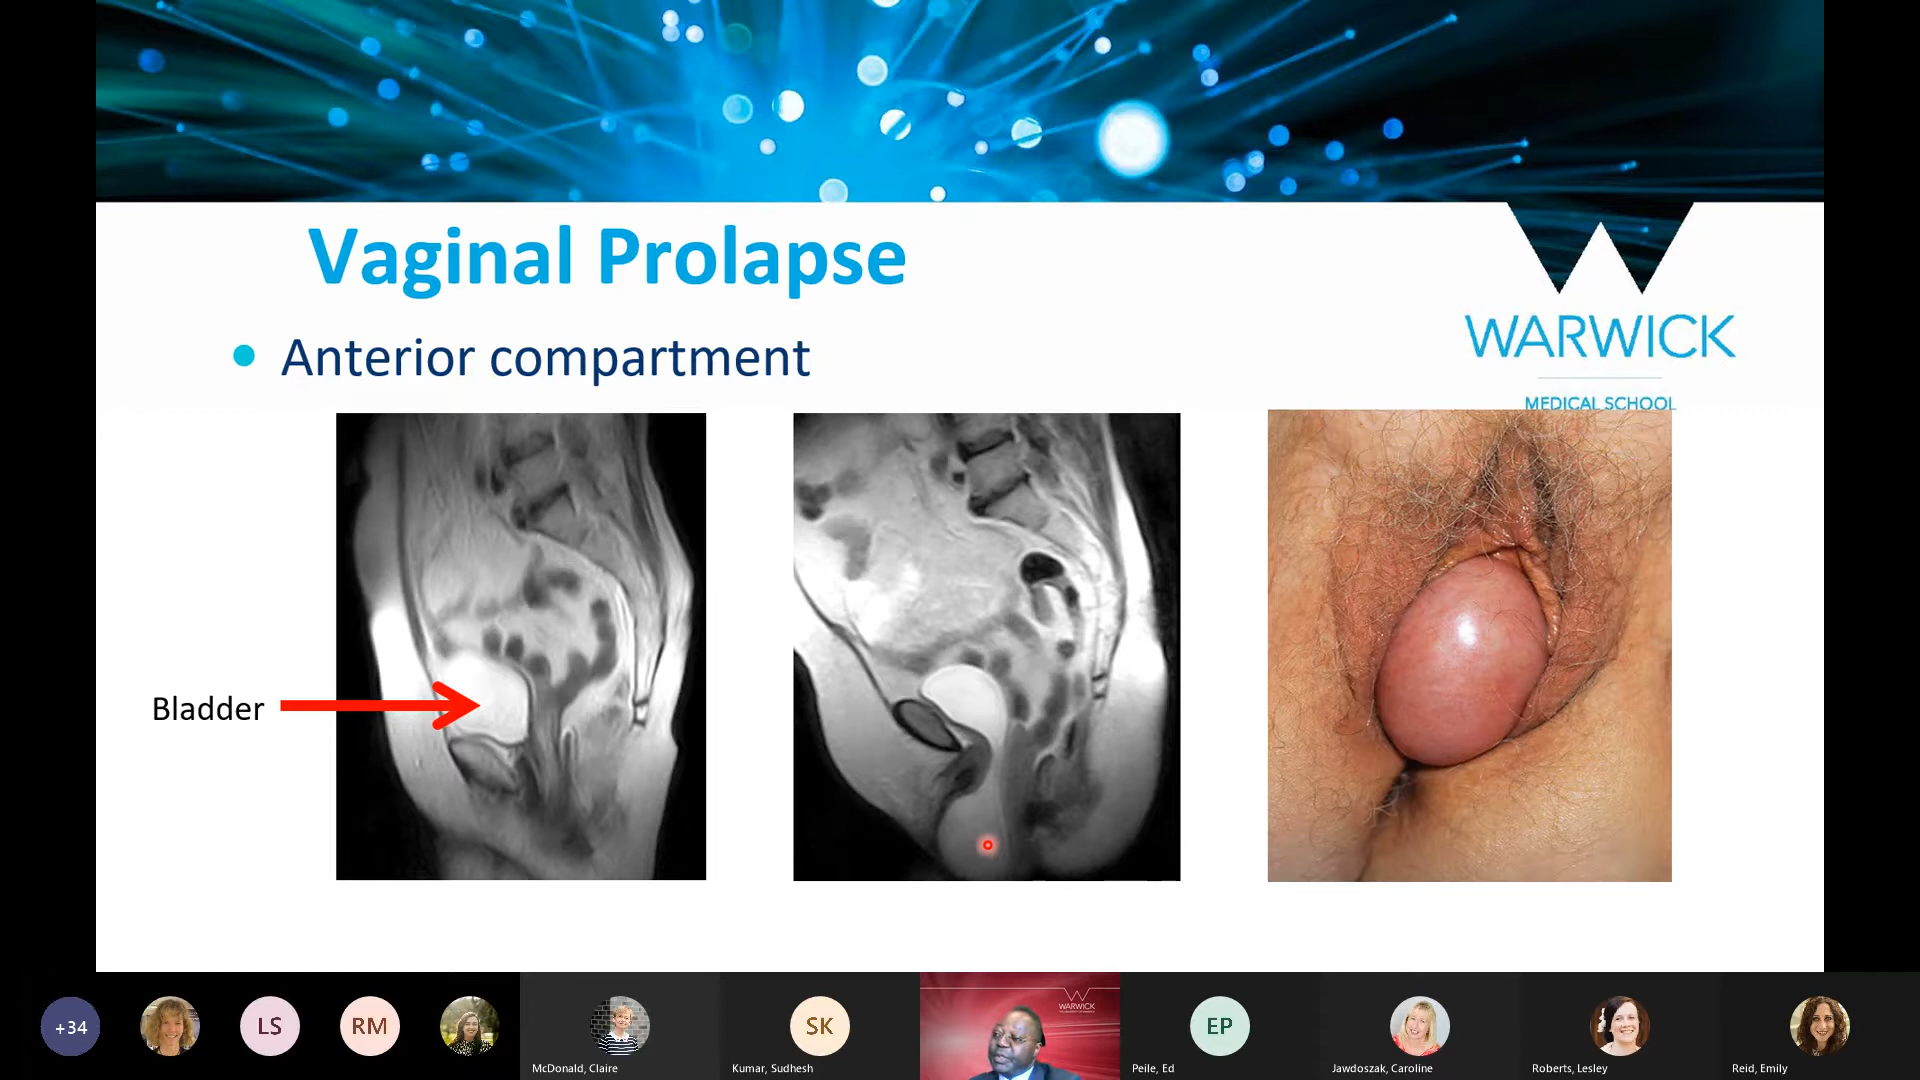 Vaginal Prolapse
• Anterior compartment
WARWICK
MEDICAL SCHOOL
Bladder
+34
LS
RM
McDonald, Claire
SK
Kumar, Sudhesh
WARWICK
EP
Peile, Ed
Jawdoszak, Caroline
Roberts, Lesley
Reid, Emily